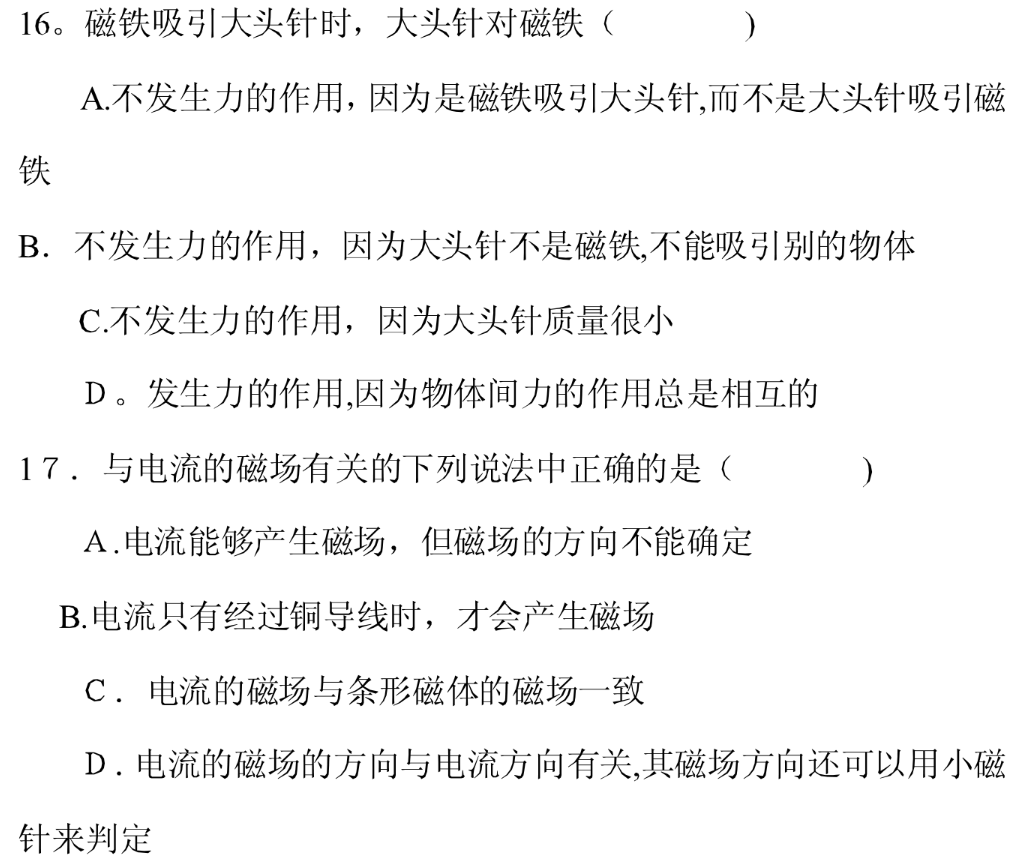 16。磁铁吸引大头针时，大头针对磁铁（ ）
A.不发生力的作用，因为是磁铁吸引大头针,而不是大头针吸引磁
铁
B．不发生力的作用，因为大头针不是磁铁,不能吸引别的物体
C.不发生力的作用，因为大头针质量很小
Ｄ。发生力的作用,因为物体间力的作用总是相互的
1７．与电流的磁场有关的下列说法中正确的是（ ）
Ａ.电流能够产生磁场，但磁场的方向不能确定
B.电流只有经过铜导线时，才会产生磁场
Ｃ．电流的磁场与条形磁体的磁场一致
Ｄ．电流的磁场的方向与电流方向有关,其磁场方向还可以用小磁
针来判定